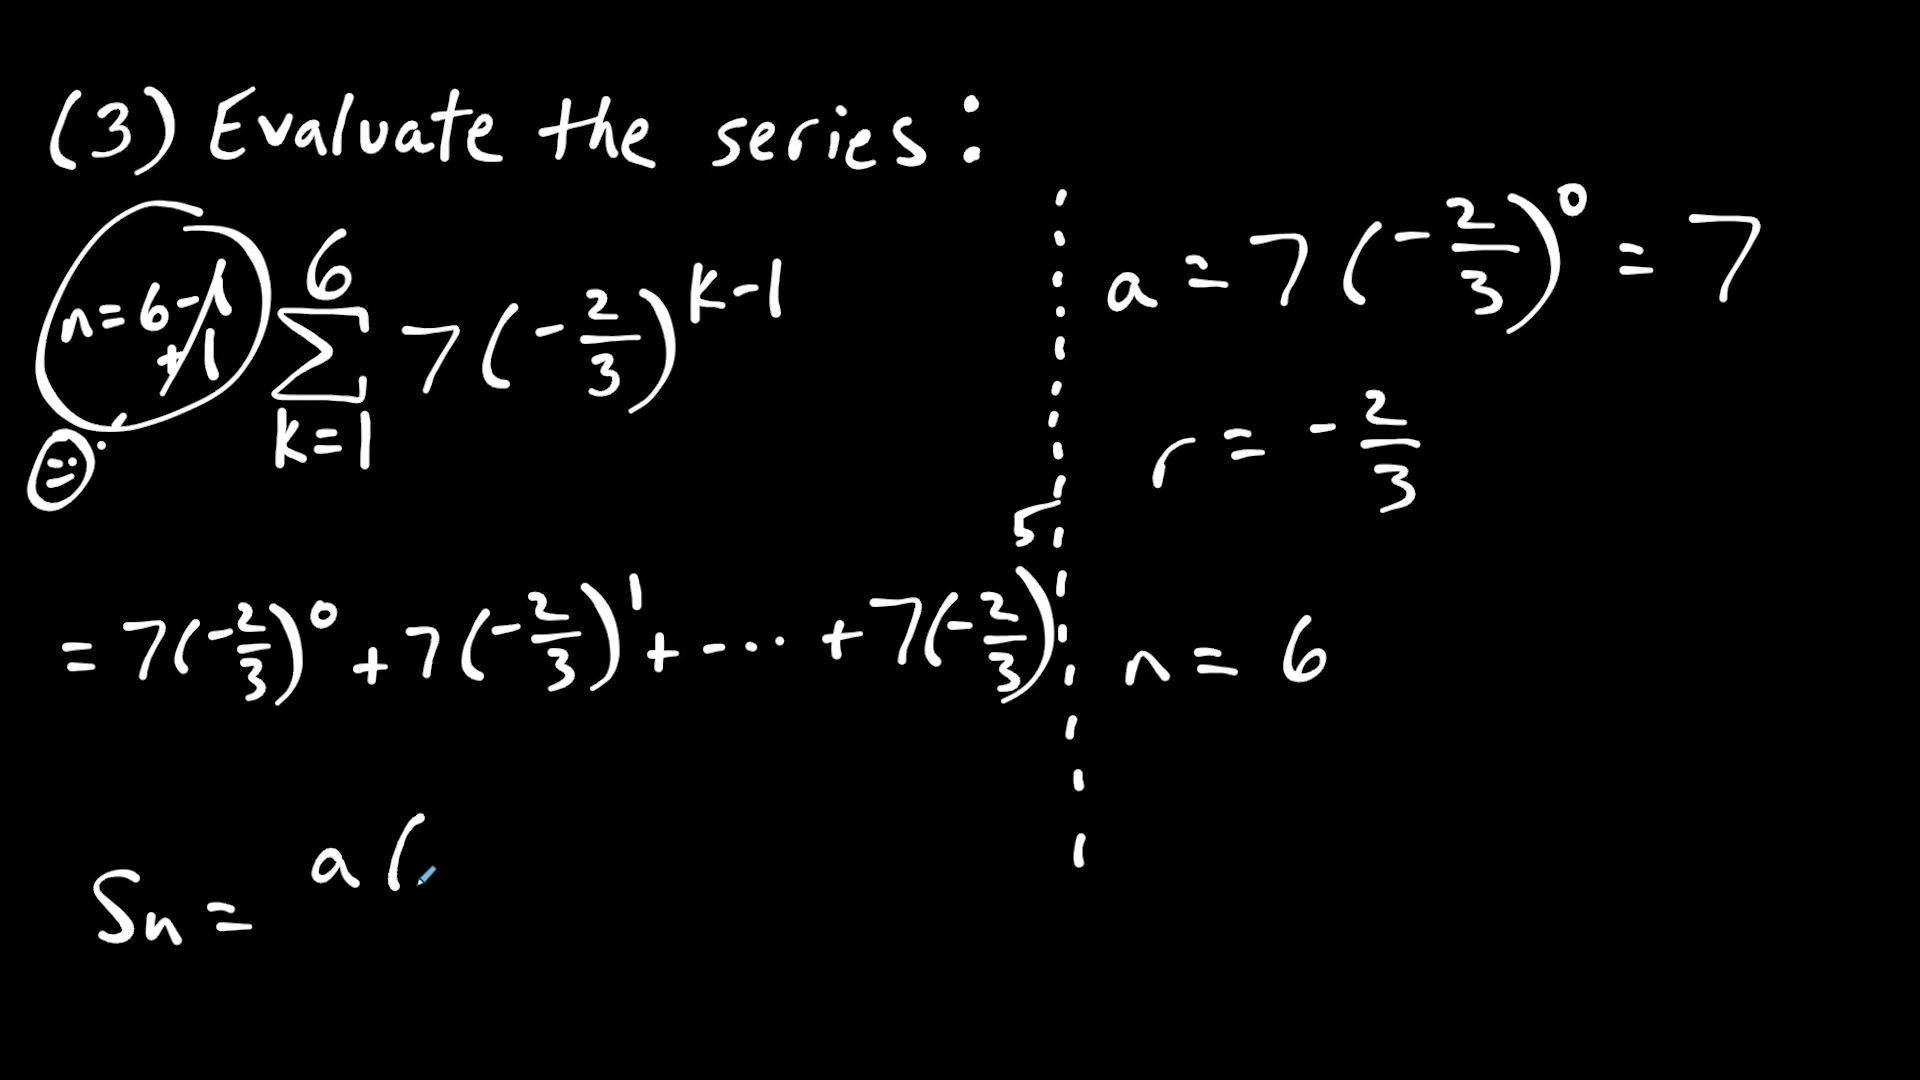 (3) Evaluate the series:
n=6-1+1
6
∑ 7(-2/3)^(k-1)
k=1
= 7(-2/3)^0 + 7(-2/3)^1 + ... + 7(-2/3)^5
Sn = a(
a = 7(-2/3)^0 = 7
r = -2/3
n = 6